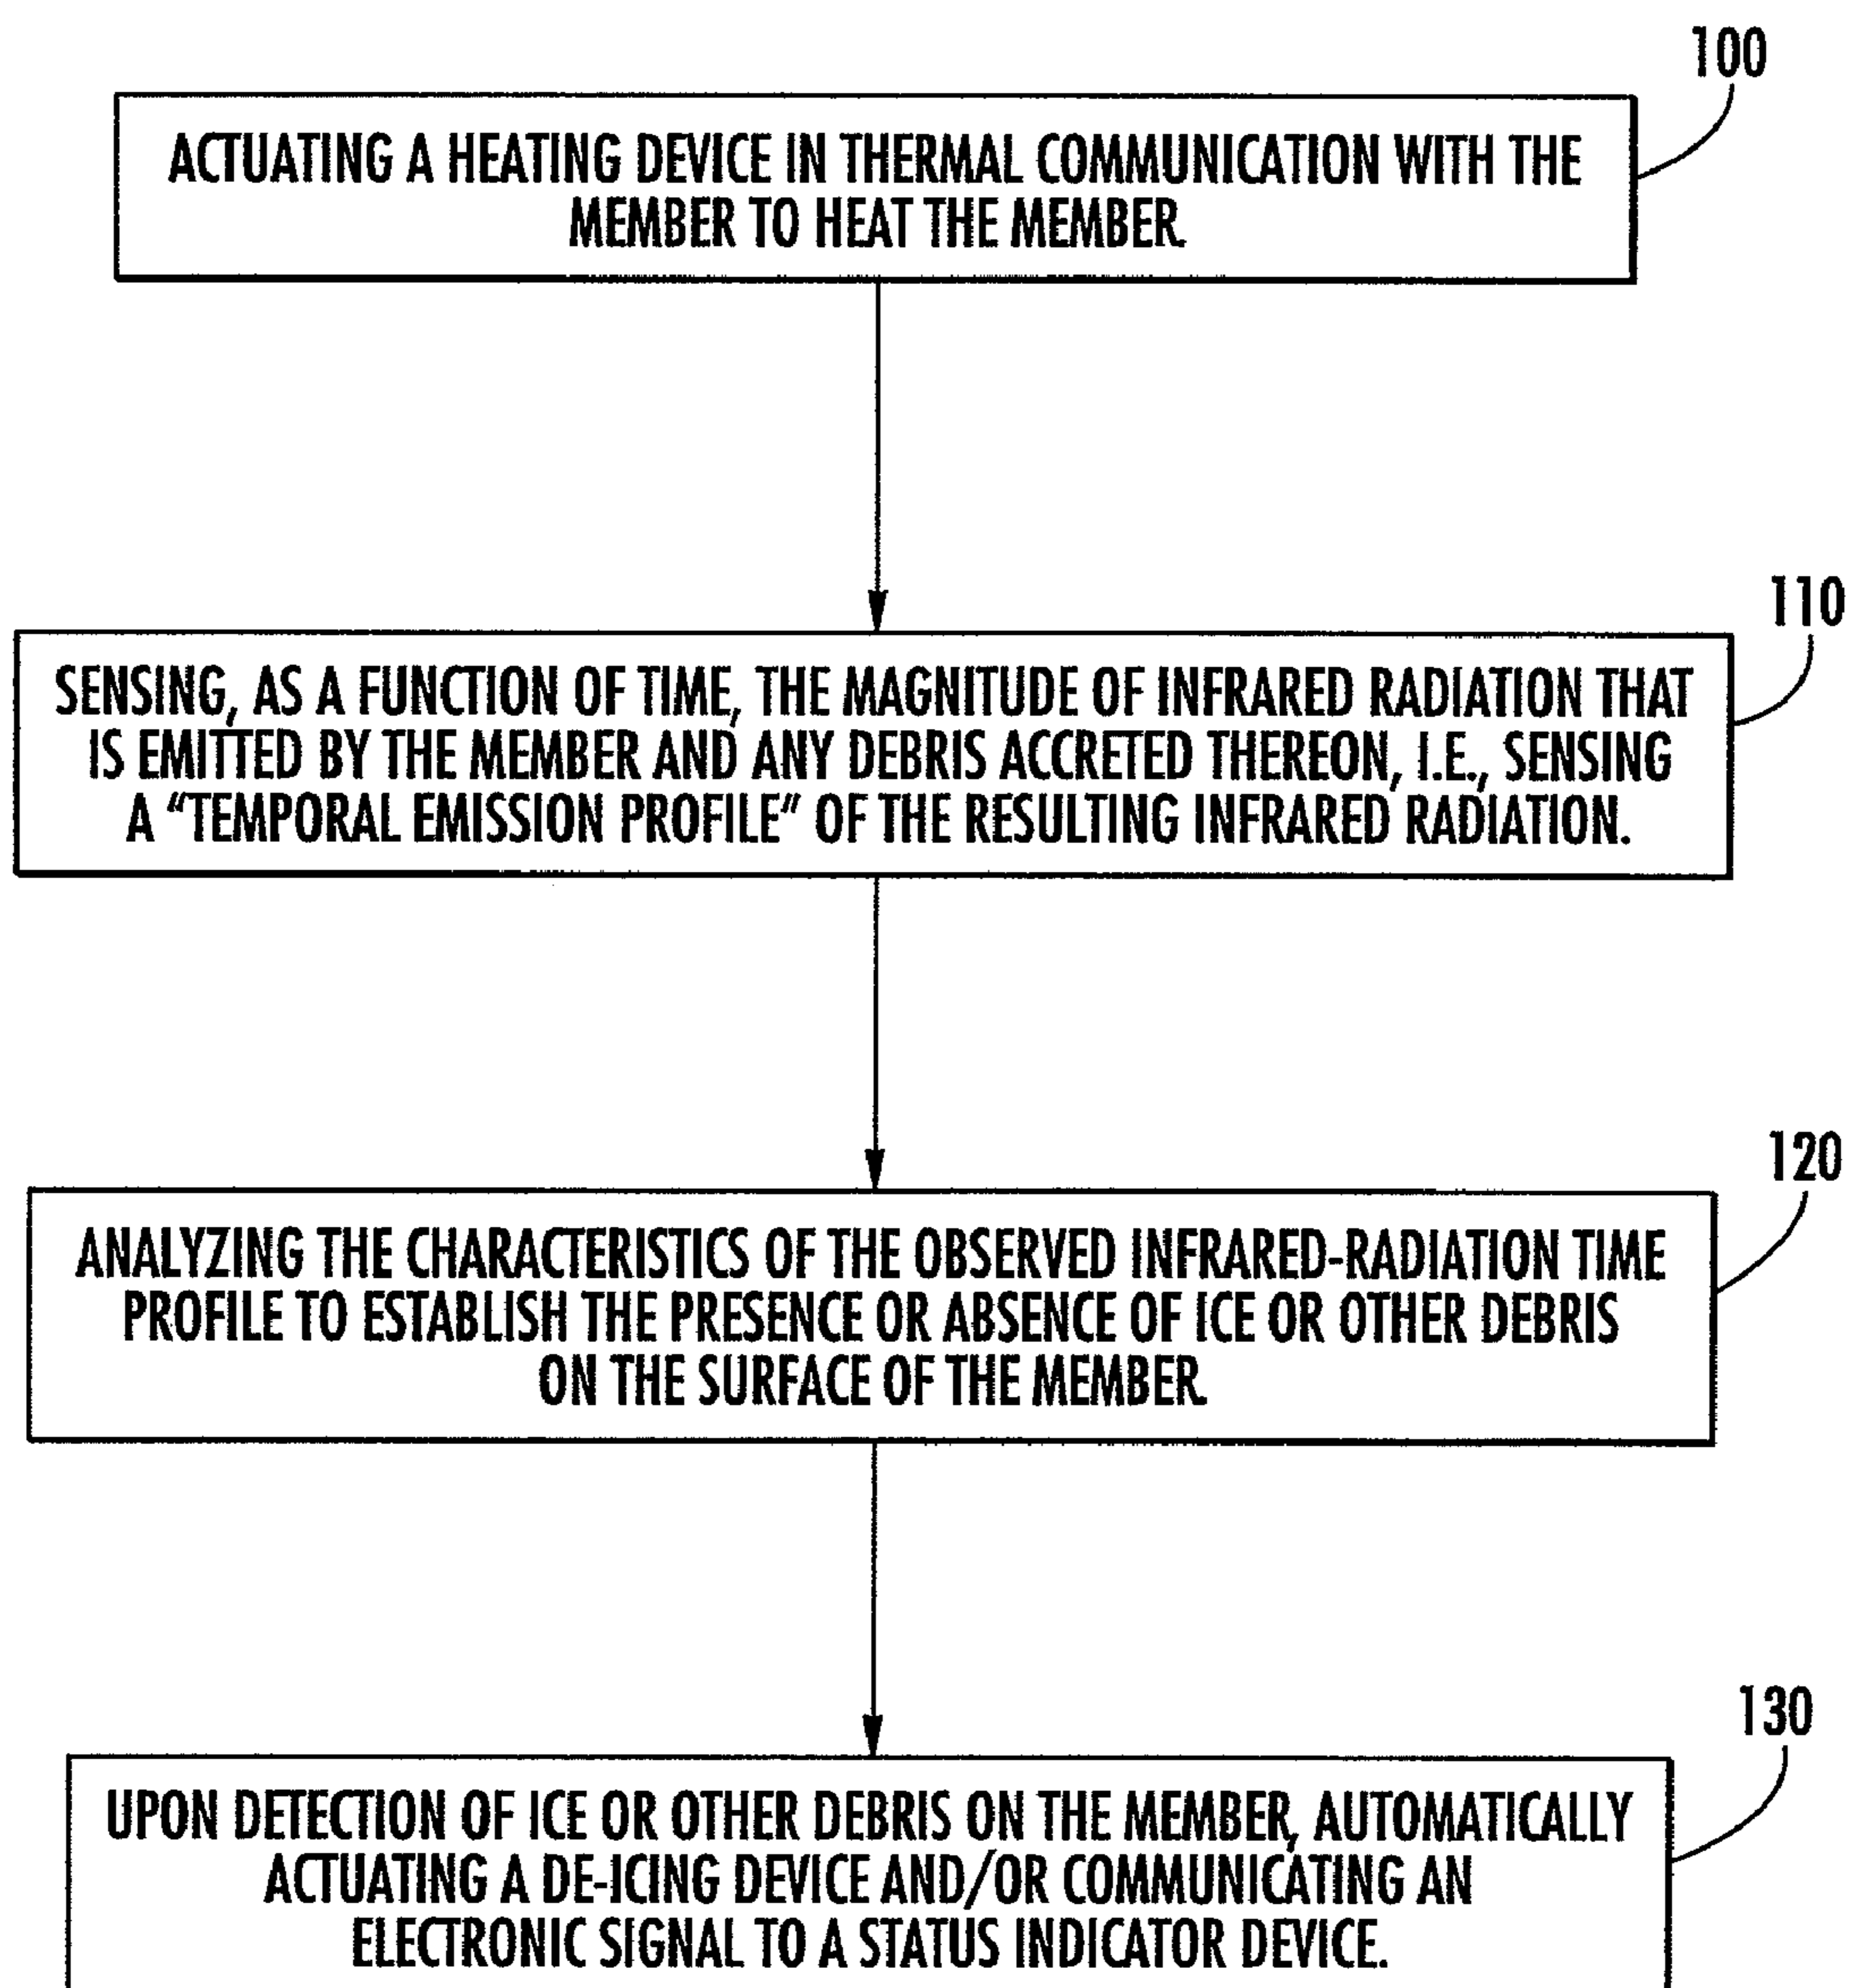 100
ACTUATING A HEATING DEVICE IN THERMAL COMMUNICATION WITH THE
MEMBER TO HEAT THE MEMBER.
110
SENSING, AS A FUNCTION OF TIME, THE MAGNITUDE OF INFRARED RADIATION THAT
IS EMITTED BY THE MEMBER AND ANY DEBRIS ACCRETED THEREON, I.E., SENSING
A "TEMPORAL EMISSION PROFILE" OF THE RESULTING INFRARED RADIATION.
120
ANALYZING THE CHARACTERISTICS OF THE OBSERVED INFRARED-RADIATION TIME
PROFILE TO ESTABLISH THE PRESENCE OR ABSENCE OF ICE OR OTHER DEBRIS
ON THE SURFACE OF THE MEMBER.
130
UPON DETECTION OF ICE OR OTHER DEBRIS ON THE MEMBER, AUTOMATICALLY
ACTUATING A DE-ICING DEVICE AND/OR COMMUNICATING AN
ELECTRONIC SIGNAL TO A STATUS INDICATOR DEVICE.